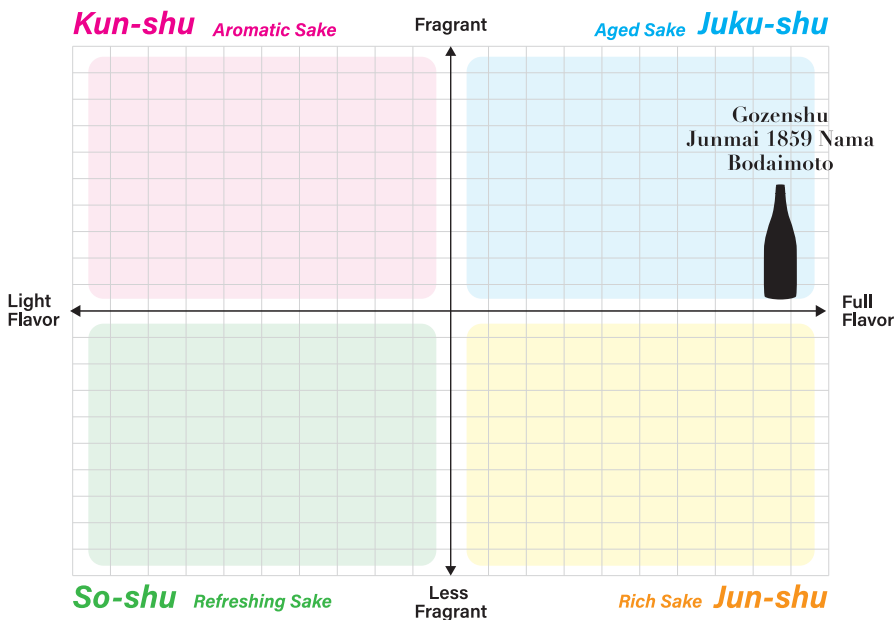 Kun-shu Aromatic Sake
Fragrant
Aged Sake Juku-shu
Gozenshu
Junmai 1859 Nama
Bodaimoto
Light
Flavor
Full
Flavor
So-shu Refreshing Sake
Less
Fragrant
Rich Sake Jun-shu